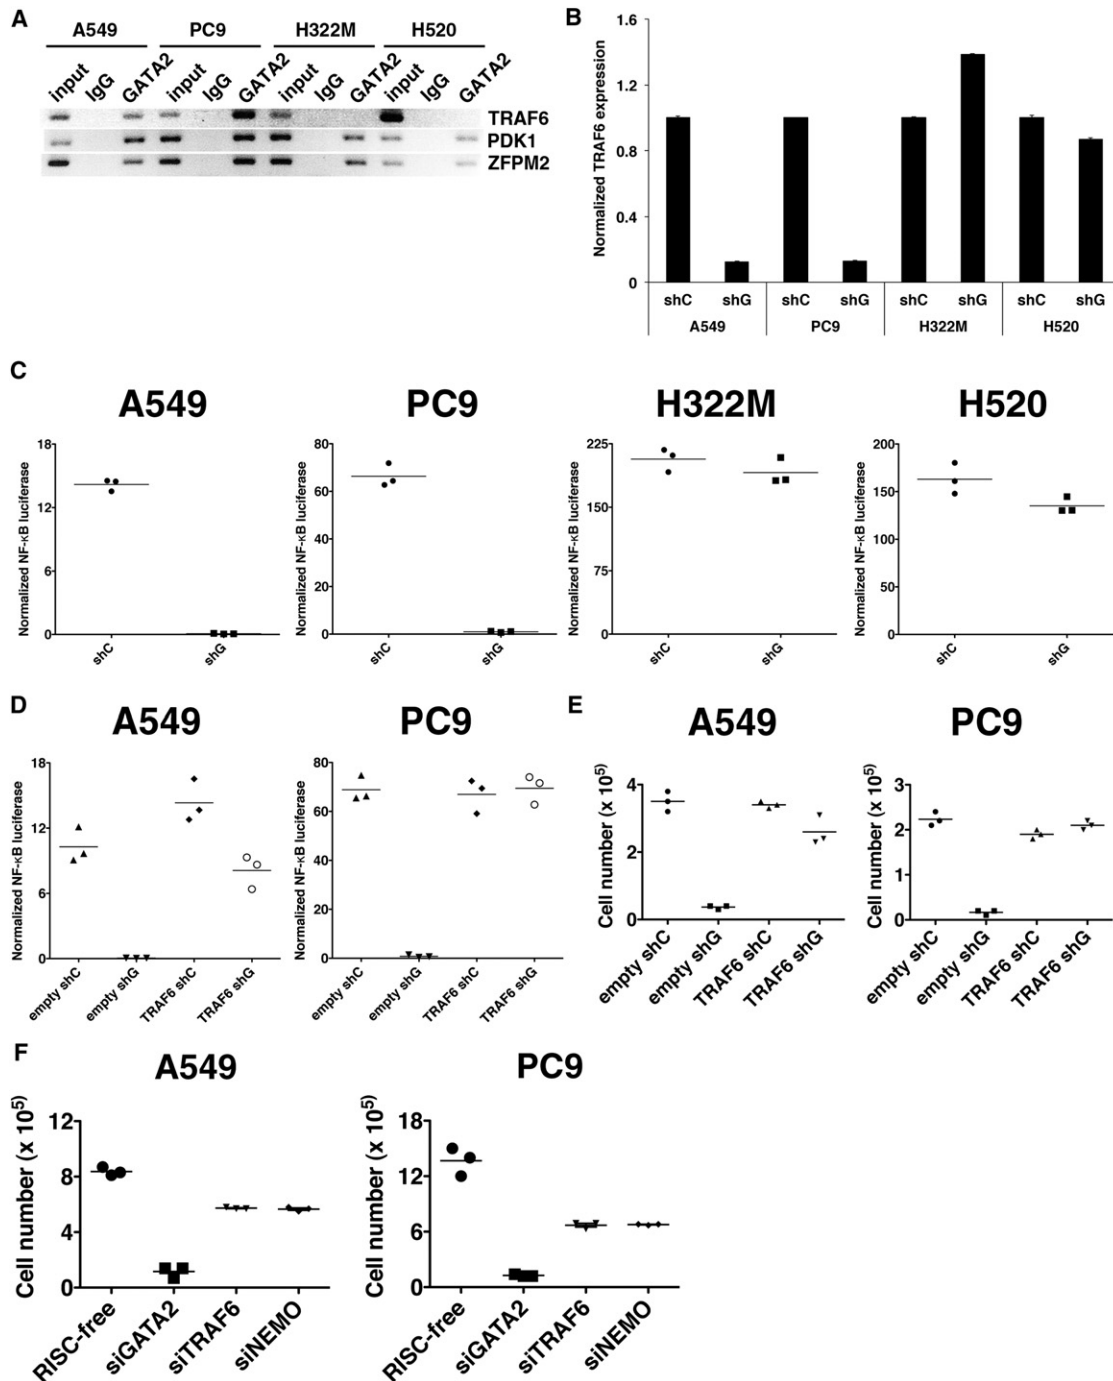 A
A549 PC9 H322M H520
input IgG GATA2 input IgG GATA2 input IgG GATA2 input IgG GATA2
TRAF6
PDK1
ZFPM2
B
Normalized TRAF6 expression
1.6
1.2
0.8
0.4
0
shC shG shC shG shC shG shC shG
A549 PC9 H322M H520
C
A549
Normalized NF-κB luciferase
18
12
6
0
shC shG
PC9
Normalized NF-κB luciferase
80
60
40
20
0
shC shG
H322M
Normalized NF-κB luciferase
225
150
75
0
shC shG
H520
Normalized NF-κB luciferase
200
150
100
50
0
shC shG
D
A549
Normalized NF-κB luciferase
18
12
6
0
empty shC empty shG TRAF6 shC TRAF6 shG
PC9
Normalized NF-κB luciferase
80
60
40
20
0
empty shC empty shG TRAF6 shC TRAF6 shG
E
A549
Cell number (x 10⁵)
4
2
0
empty shC empty shG TRAF6 shC TRAF6 shG
PC9
Cell number (x 10⁵)
3
2
1
0
empty shC empty shG TRAF6 shC TRAF6 shG
F
A549
Cell number (x 10⁵)
12
8
4
0
RISC-free siGATA2 siTRAF6 siNEMO
PC9
Cell number (x 10⁵)
18
12
6
0
RISC-free siGATA2 siTRAF6 siNEMO